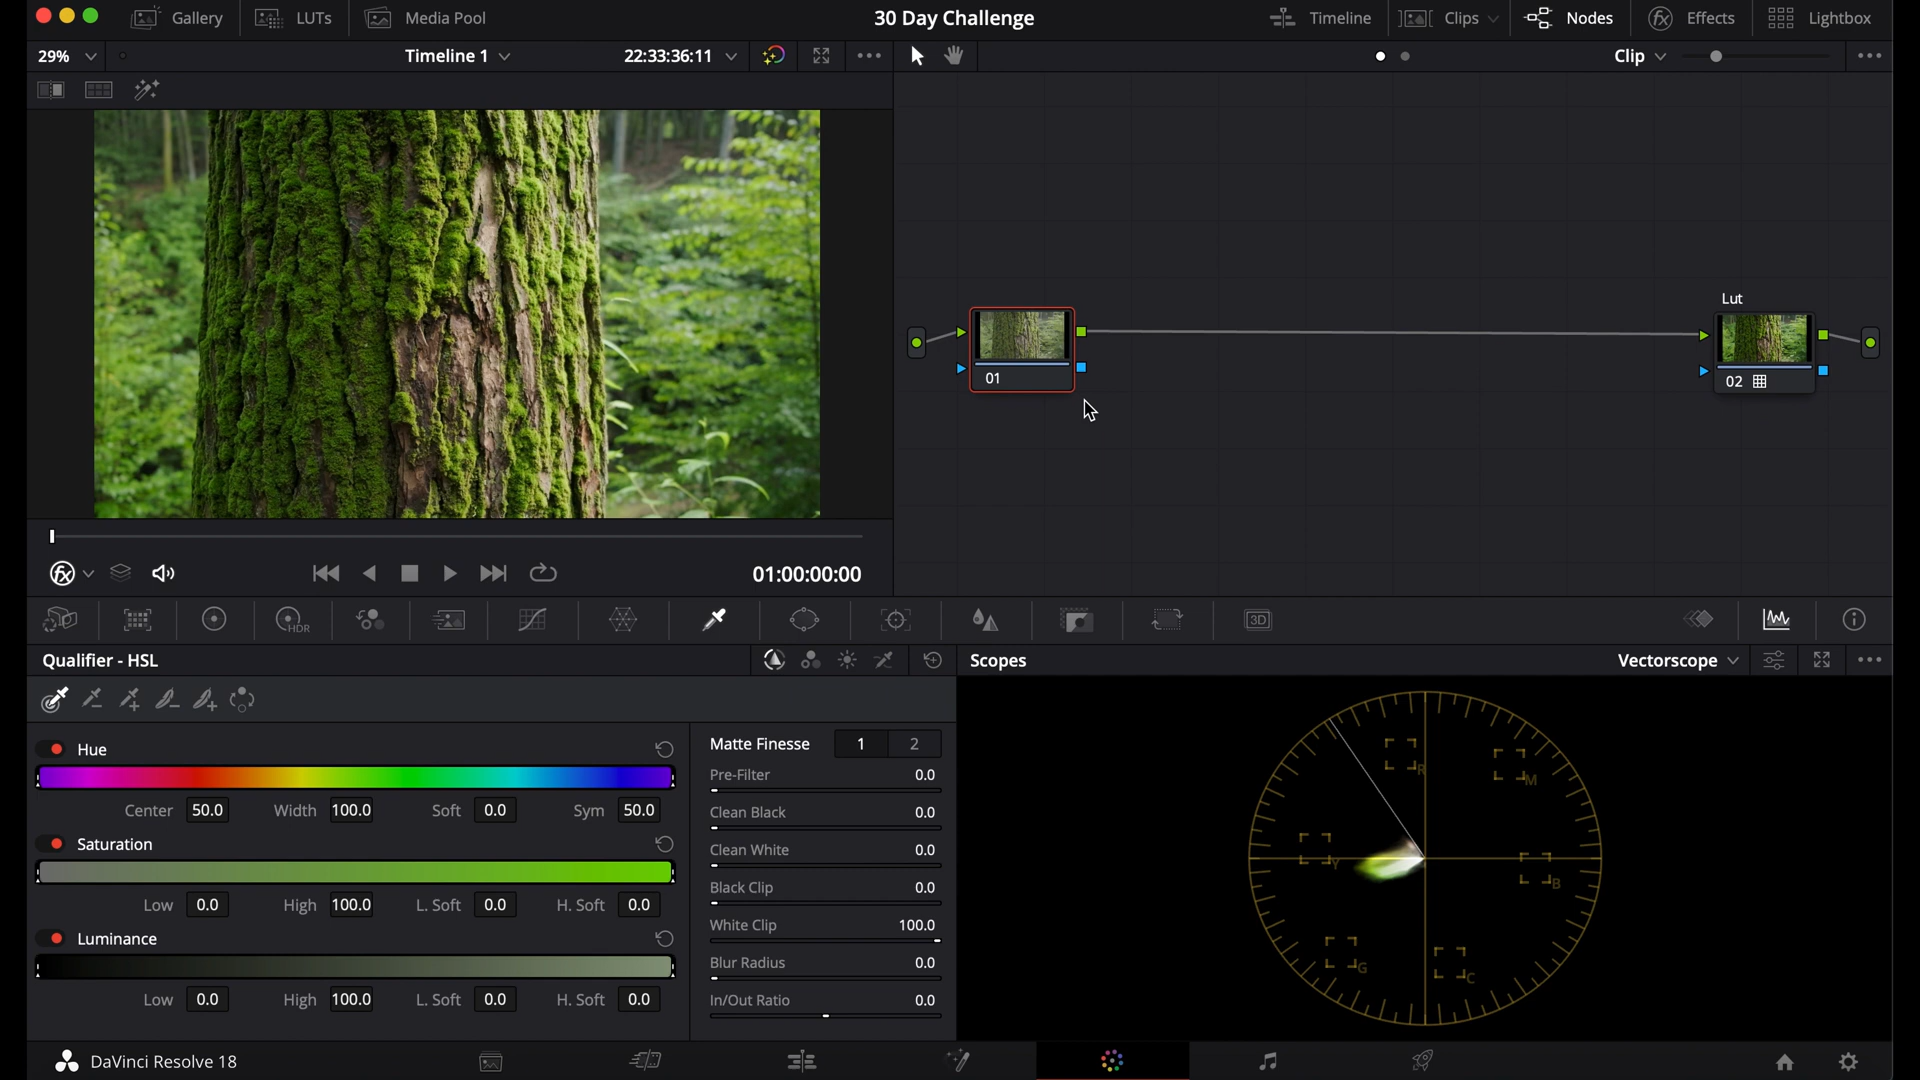 Gallery LUTs Media Pool 30 Day Challenge Timeline Clips Nodes Effects Lightbox
29% Timeline 1 22:33:36:11 Clip
Lut
01
02
01:00:00:00
HDR
3D
Qualifier - HSL
Scopes Vectorscope
Hue
Center 50.0 Width 100.0 Soft 0.0 Sym 50.0
Saturation
Low 0.0 High 100.0 L. Soft 0.0 H. Soft 0.0
Luminance
Low 0.0 High 100.0 L. Soft 0.0 H. Soft 0.0
Matte Finesse 1 2
Pre-Filter 0.0
Clean Black 0.0
Clean White 0.0
Black Clip 0.0
White Clip 100.0
Blur Radius 0.0
In/Out Ratio 0.0
R
M
Y
B
G
C
DaVinci Resolve 18